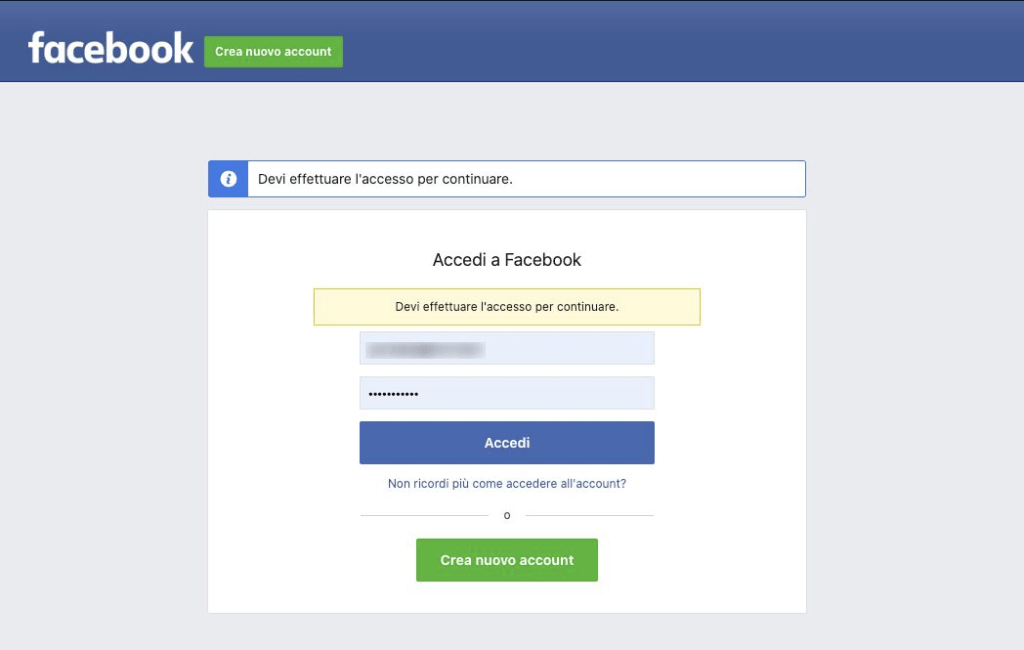 facebook
Crea nuovo account
Devi effettuare l'accesso per continuare.
Accedi a Facebook
Devi effettuare l'accesso per continuare.
•••••••••••
Accedi
Non ricordi più come accedere all'account?
o
Crea nuovo account